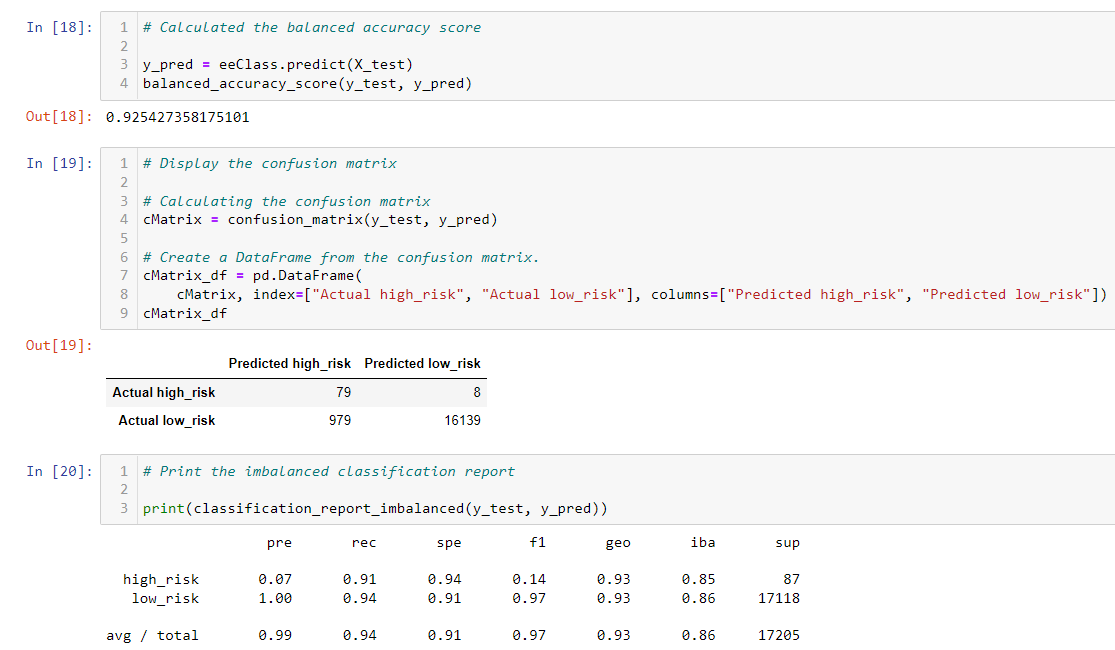 In [18]:
1 # Calculated the balanced accuracy score
2
3 y_pred = eeClass.predict(X_test)
4 balanced_accuracy_score(y_test, y_pred)
Out[18]: 0.925427358175101
In [19]:
1 # Display the confusion matrix
2
3 # Calculating the confusion matrix
4 cMatrix = confusion_matrix(y_test, y_pred)
5
6 # Create a DataFrame from the confusion matrix.
7 cMatrix_df = pd.DataFrame(
8     cMatrix, index=["Actual high_risk", "Actual low_risk"], columns=["Predicted high_risk", "Predicted low_risk"])
9 cMatrix_df
Out[19]:
Predicted high_risk Predicted low_risk
Actual high_risk 79 8
Actual low_risk 979 16139
In [20]:
1 # Print the imbalanced classification report
2
3 print(classification_report_imbalanced(y_test, y_pred))
pre rec spe f1 geo iba sup
high_risk 0.07 0.91 0.94 0.14 0.93 0.85 87
low_risk 1.00 0.94 0.91 0.97 0.93 0.86 17118
avg / total 0.99 0.94 0.91 0.97 0.93 0.86 17205